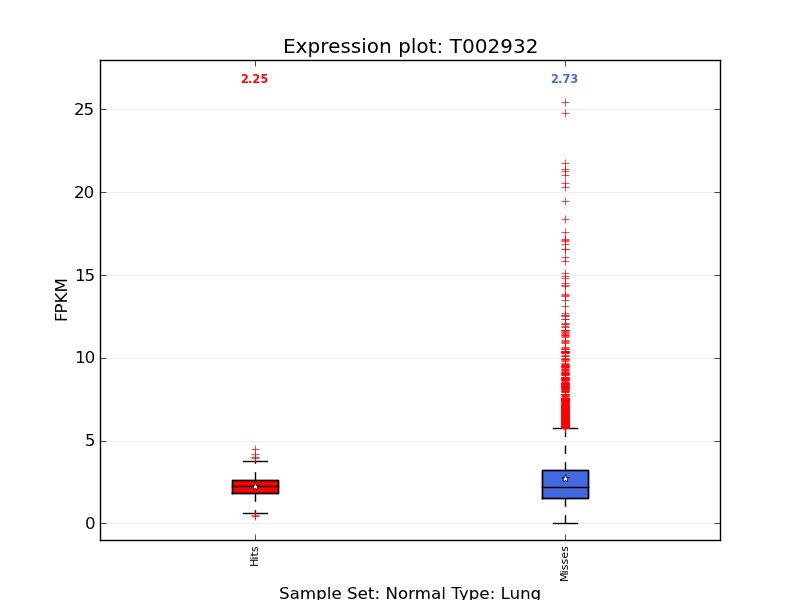 Expression plot: T002932
2.25
2.73
25
20
15
10
5
0
FPKM
Hits
Misses
Sample Set: Normal Type: Lung